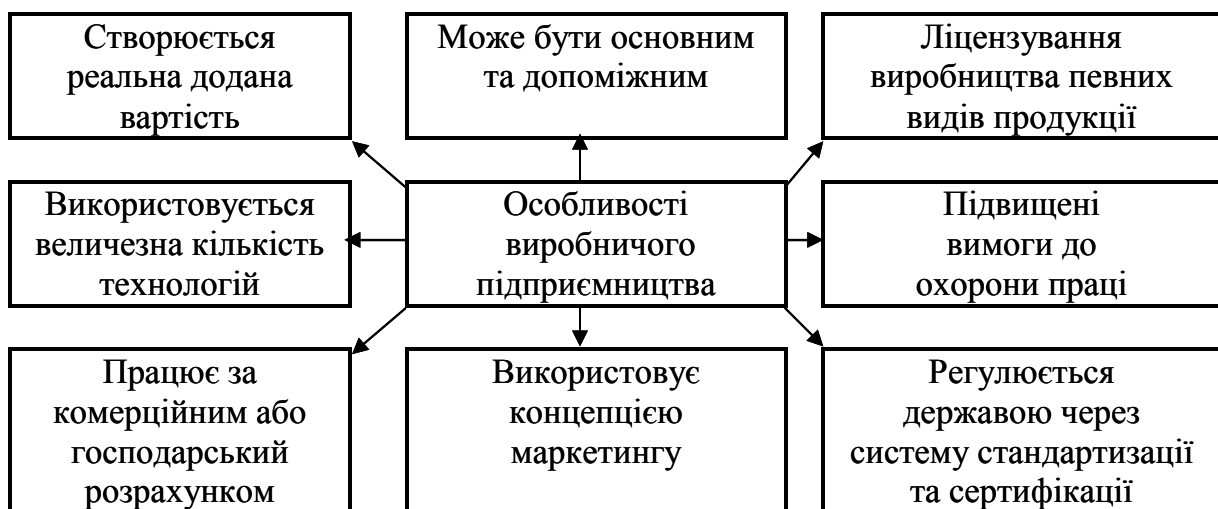 Створюється
реальна додана
вартість
Може бути основним
та допоміжним
Ліцензування
виробництва певних
видів продукції
Використовується
величезна кількість
технологій
Особливості
виробничого
підприємництва
Підвищені
вимоги до
охорони праці
Працює за
комерційним або
господарський
розрахунком
Використовує
концепцією
маркетингу
Регулюється
державою через
систему стандартизації
та сертифікації